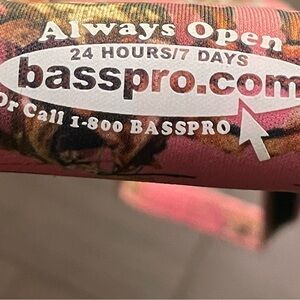 Always Open
24 HOURS/7 DAYS
basspro.com
Or Call 1-800 BASSPRO